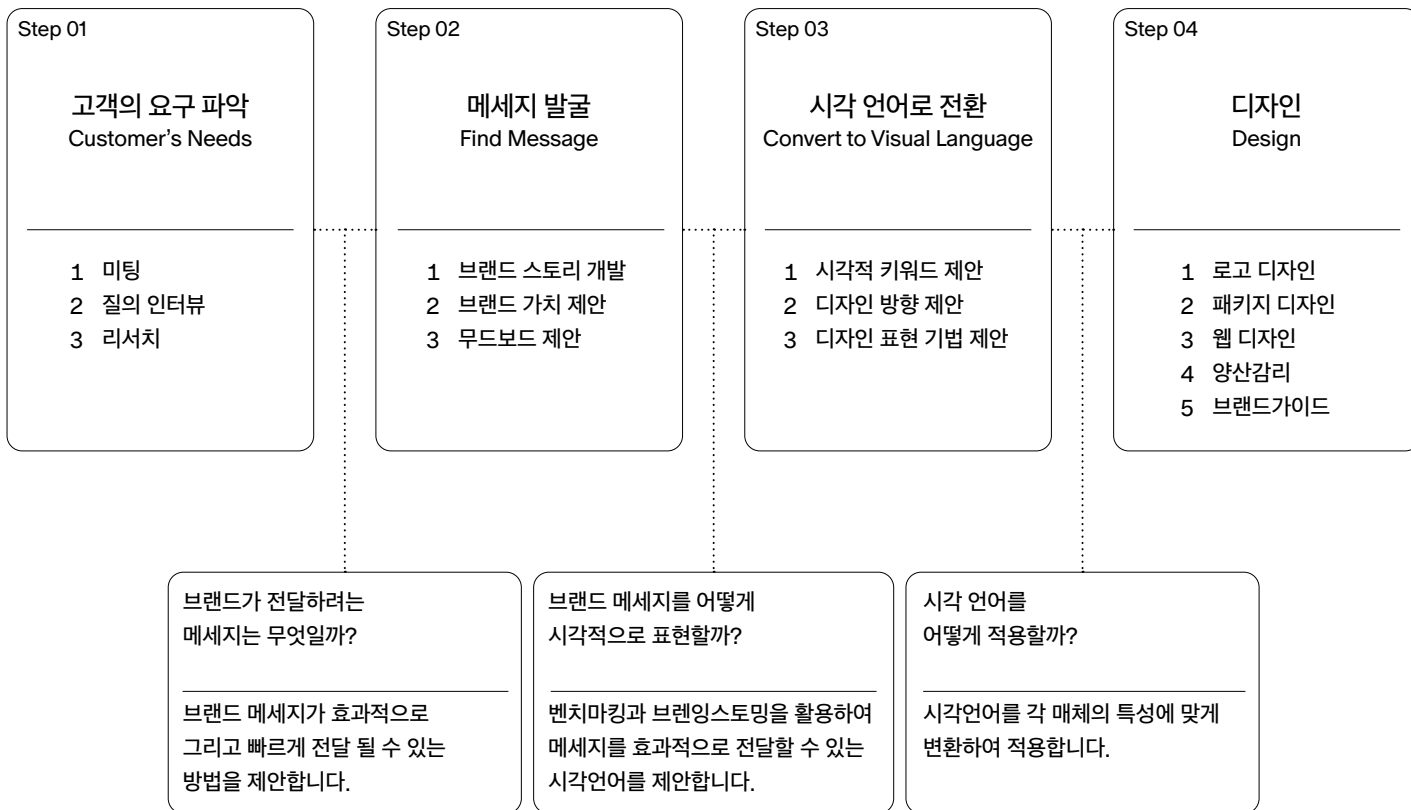 Step 01
고객의 요구 파악
Customer’s Needs
1 미팅
2 질의 인터뷰
3 리서치
Step 02
메세지 발굴
Find Message
1 브랜드 스토리 개발
2 브랜드 가치 제안
3 무드보드 제안
Step 03
시각 언어로 전환
Convert to Visual Language
1 시각적 키워드 제안
2 디자인 방향 제안
3 디자인 표현 기법 제안
Step 04
디자인
Design
1 로고 디자인
2 패키지 디자인
3 웹 디자인
4 양산감리
5 브랜드가이드
브랜드가 전달하려는
메세지는 무엇일까?
브랜드 메세지가 효과적으로
그리고 빠르게 전달 될 수 있는
방법을 제안합니다.
브랜드 메세지를 어떻게
시각적으로 표현할까?
벤치마킹과 브렌잉스토밍을 활용하여
메세지를 효과적으로 전달할 수 있는
시각언어를 제안합니다.
시각 언어를
어떻게 적용할까?
시각언어를 각 매체의 특성에 맞게
변환하여 적용합니다.